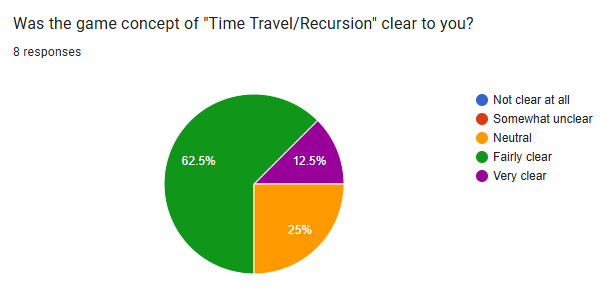 Was the game concept of "Time Travel/Recursion" clear to you?
8 responses
62.5%
12.5%
25%
Not clear at all
Somewhat unclear
Neutral
Fairly clear
Very clear